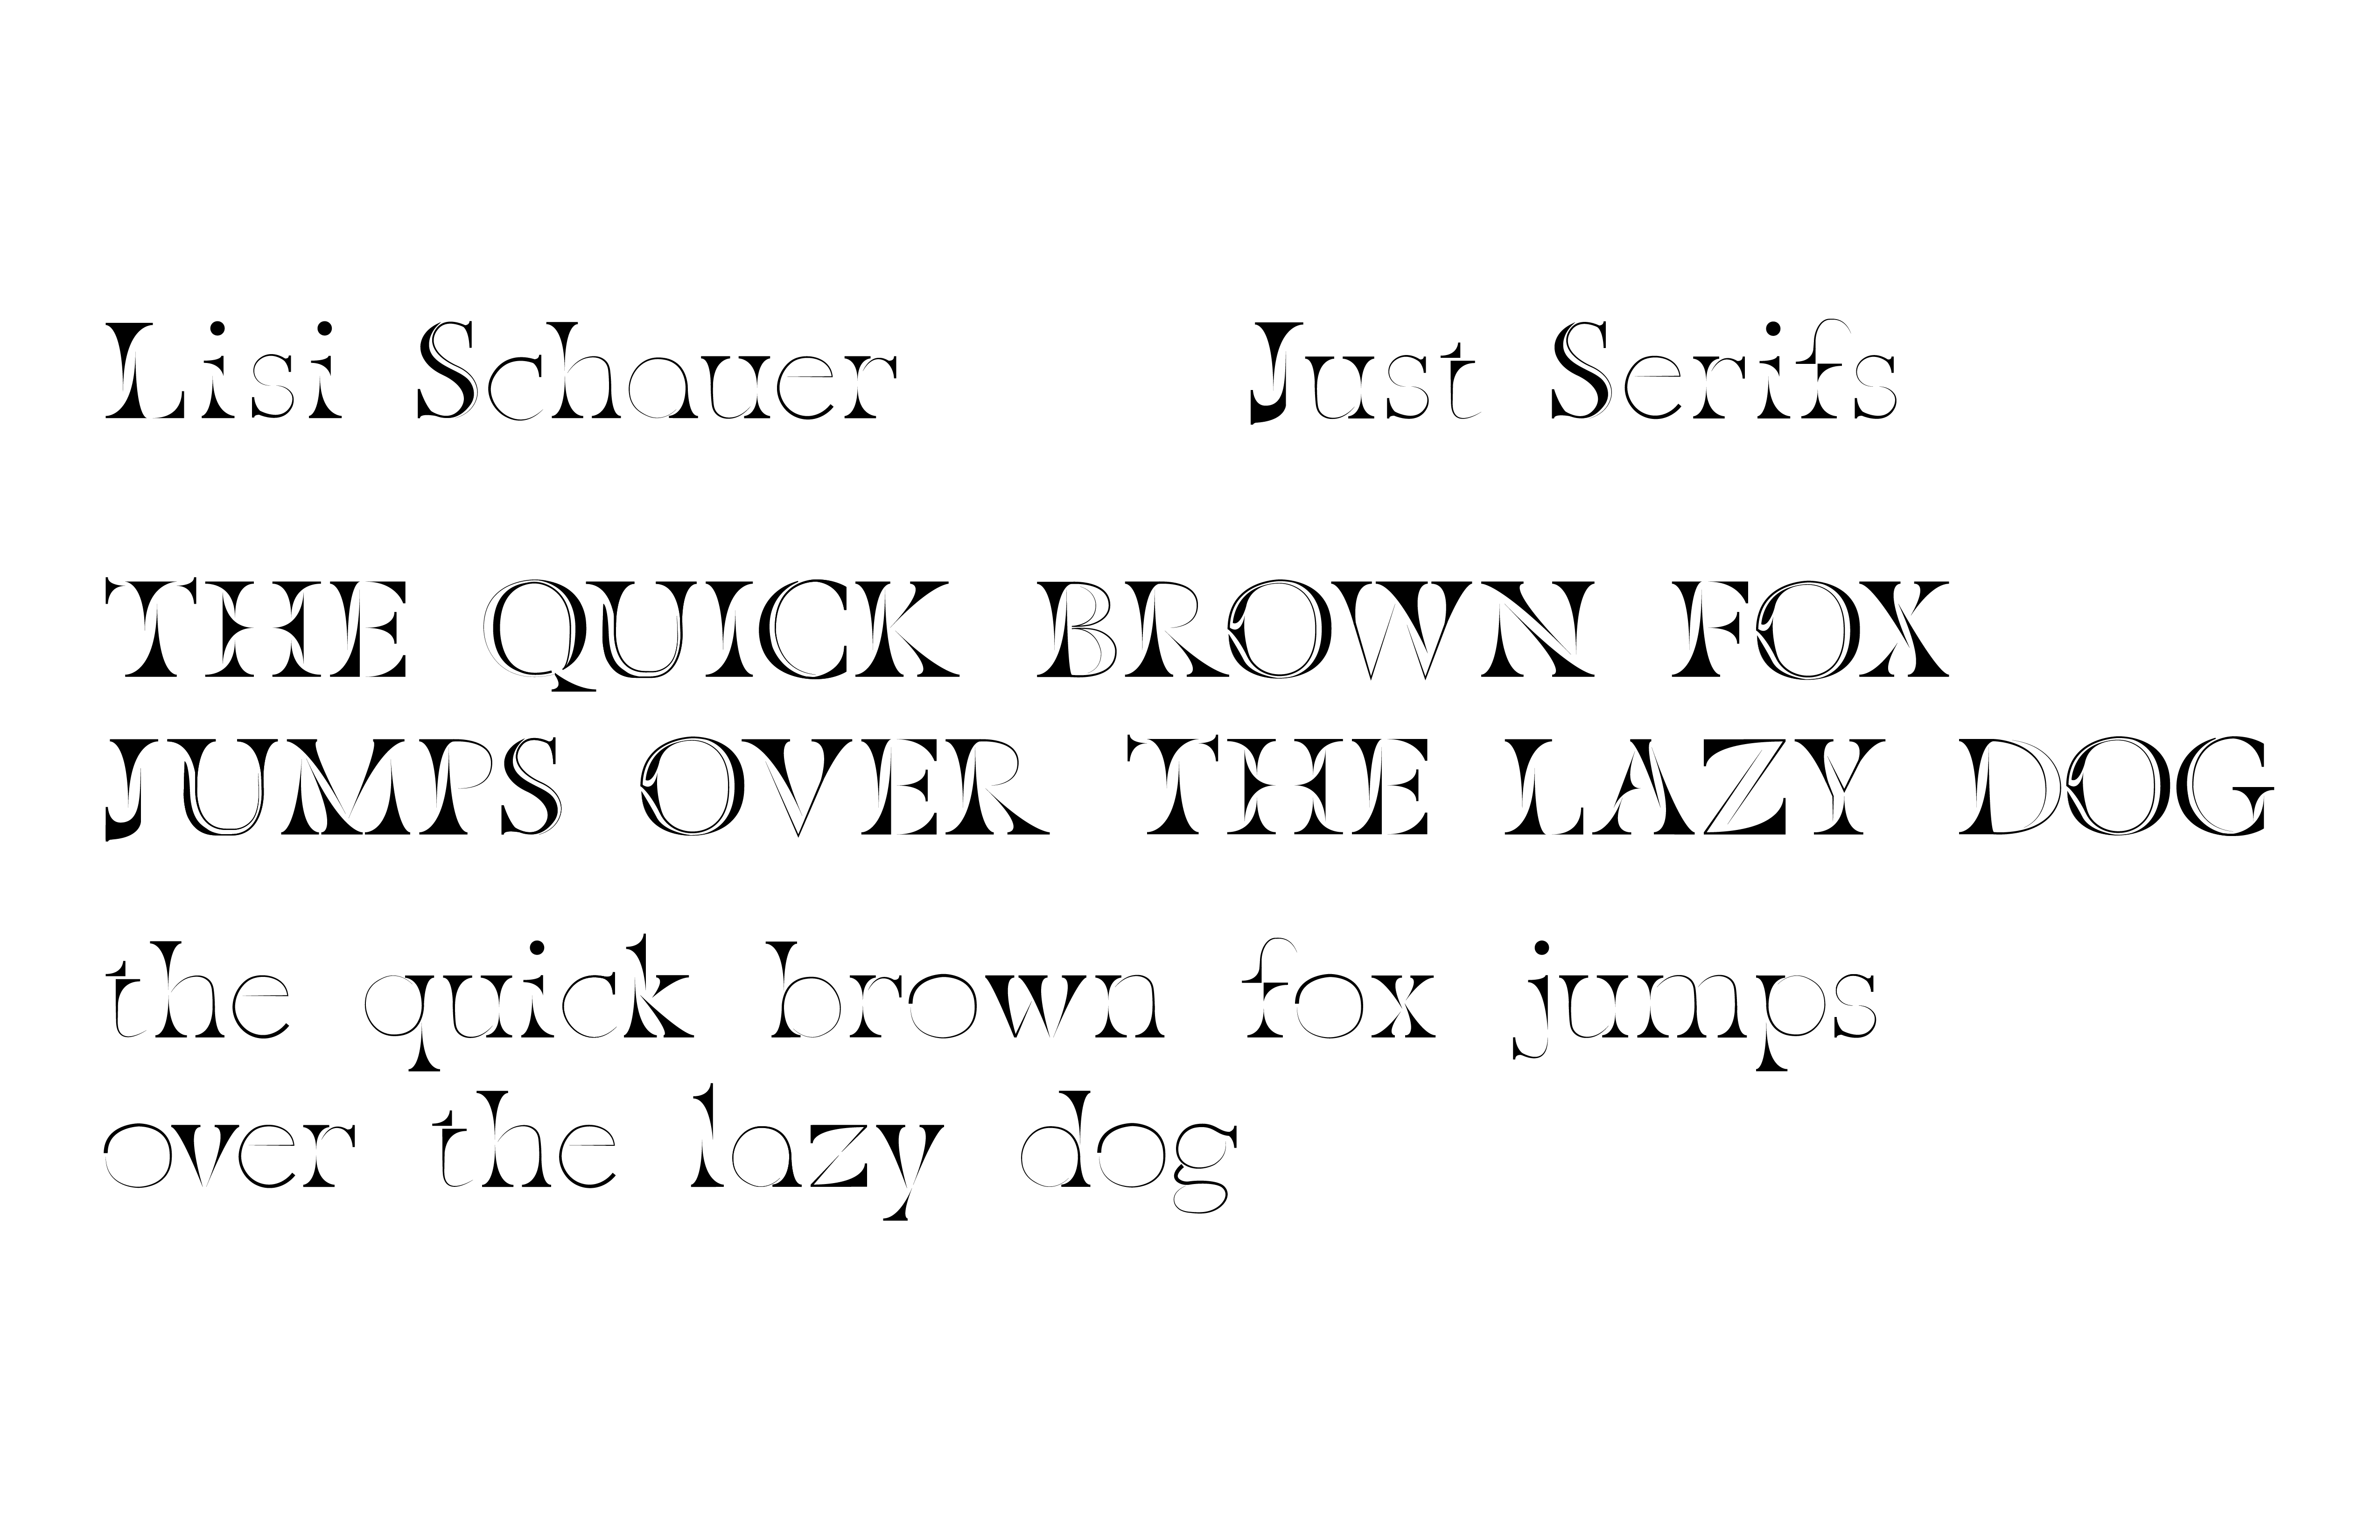 Lisi Schauer Just Serifs
THE QUICK BROWN FOX
JUMPS OVER THE LAZY DOG
the quick brown fox jumps
over the lazy dog